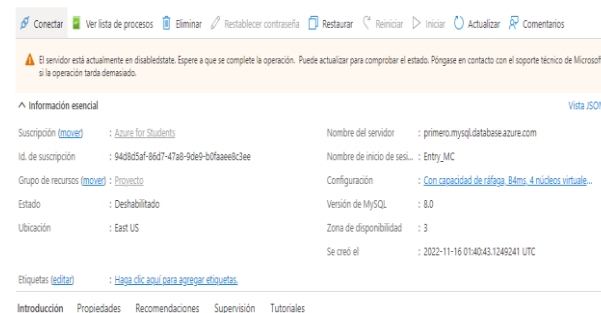 Conectar Ver lista de procesos Eliminar Restablecer contraseña Restaurar Reiniciar Iniciar Actualizar Comentarios
El servidor está actualmente en disabledstate. Espere a que se complete la operación. Puede actualizar para comprobar el estado. Póngase en contacto con el soporte técnico de Microsoft
si la operación tarda demasiado.
Información esencial Vista JSON
Suscripción (mover) : Azure for Students Nombre del servidor : primero.mysql.database.azure.com
Id. de suscripción : 94d8d5af-86d7-47a8-9de9-b0faaee8c3ee Nombre de inicio de sesi... : Entry_MC
Grupo de recursos (mover) : Proyecto Configuración : Con capacidad de ráfaga, B4ms, 4 núcleos virtuale...
Estado : Deshabilitado Versión de MySQL : 8.0
Ubicación : East US Zona de disponibilidad : 3
Se creó el : 2022-11-16 01:40:43.1249241 UTC
Etiquetas (editar) : Haga clic aquí para agregar etiquetas.
Introducción Propiedades Recomendaciones Supervisión Tutoriales